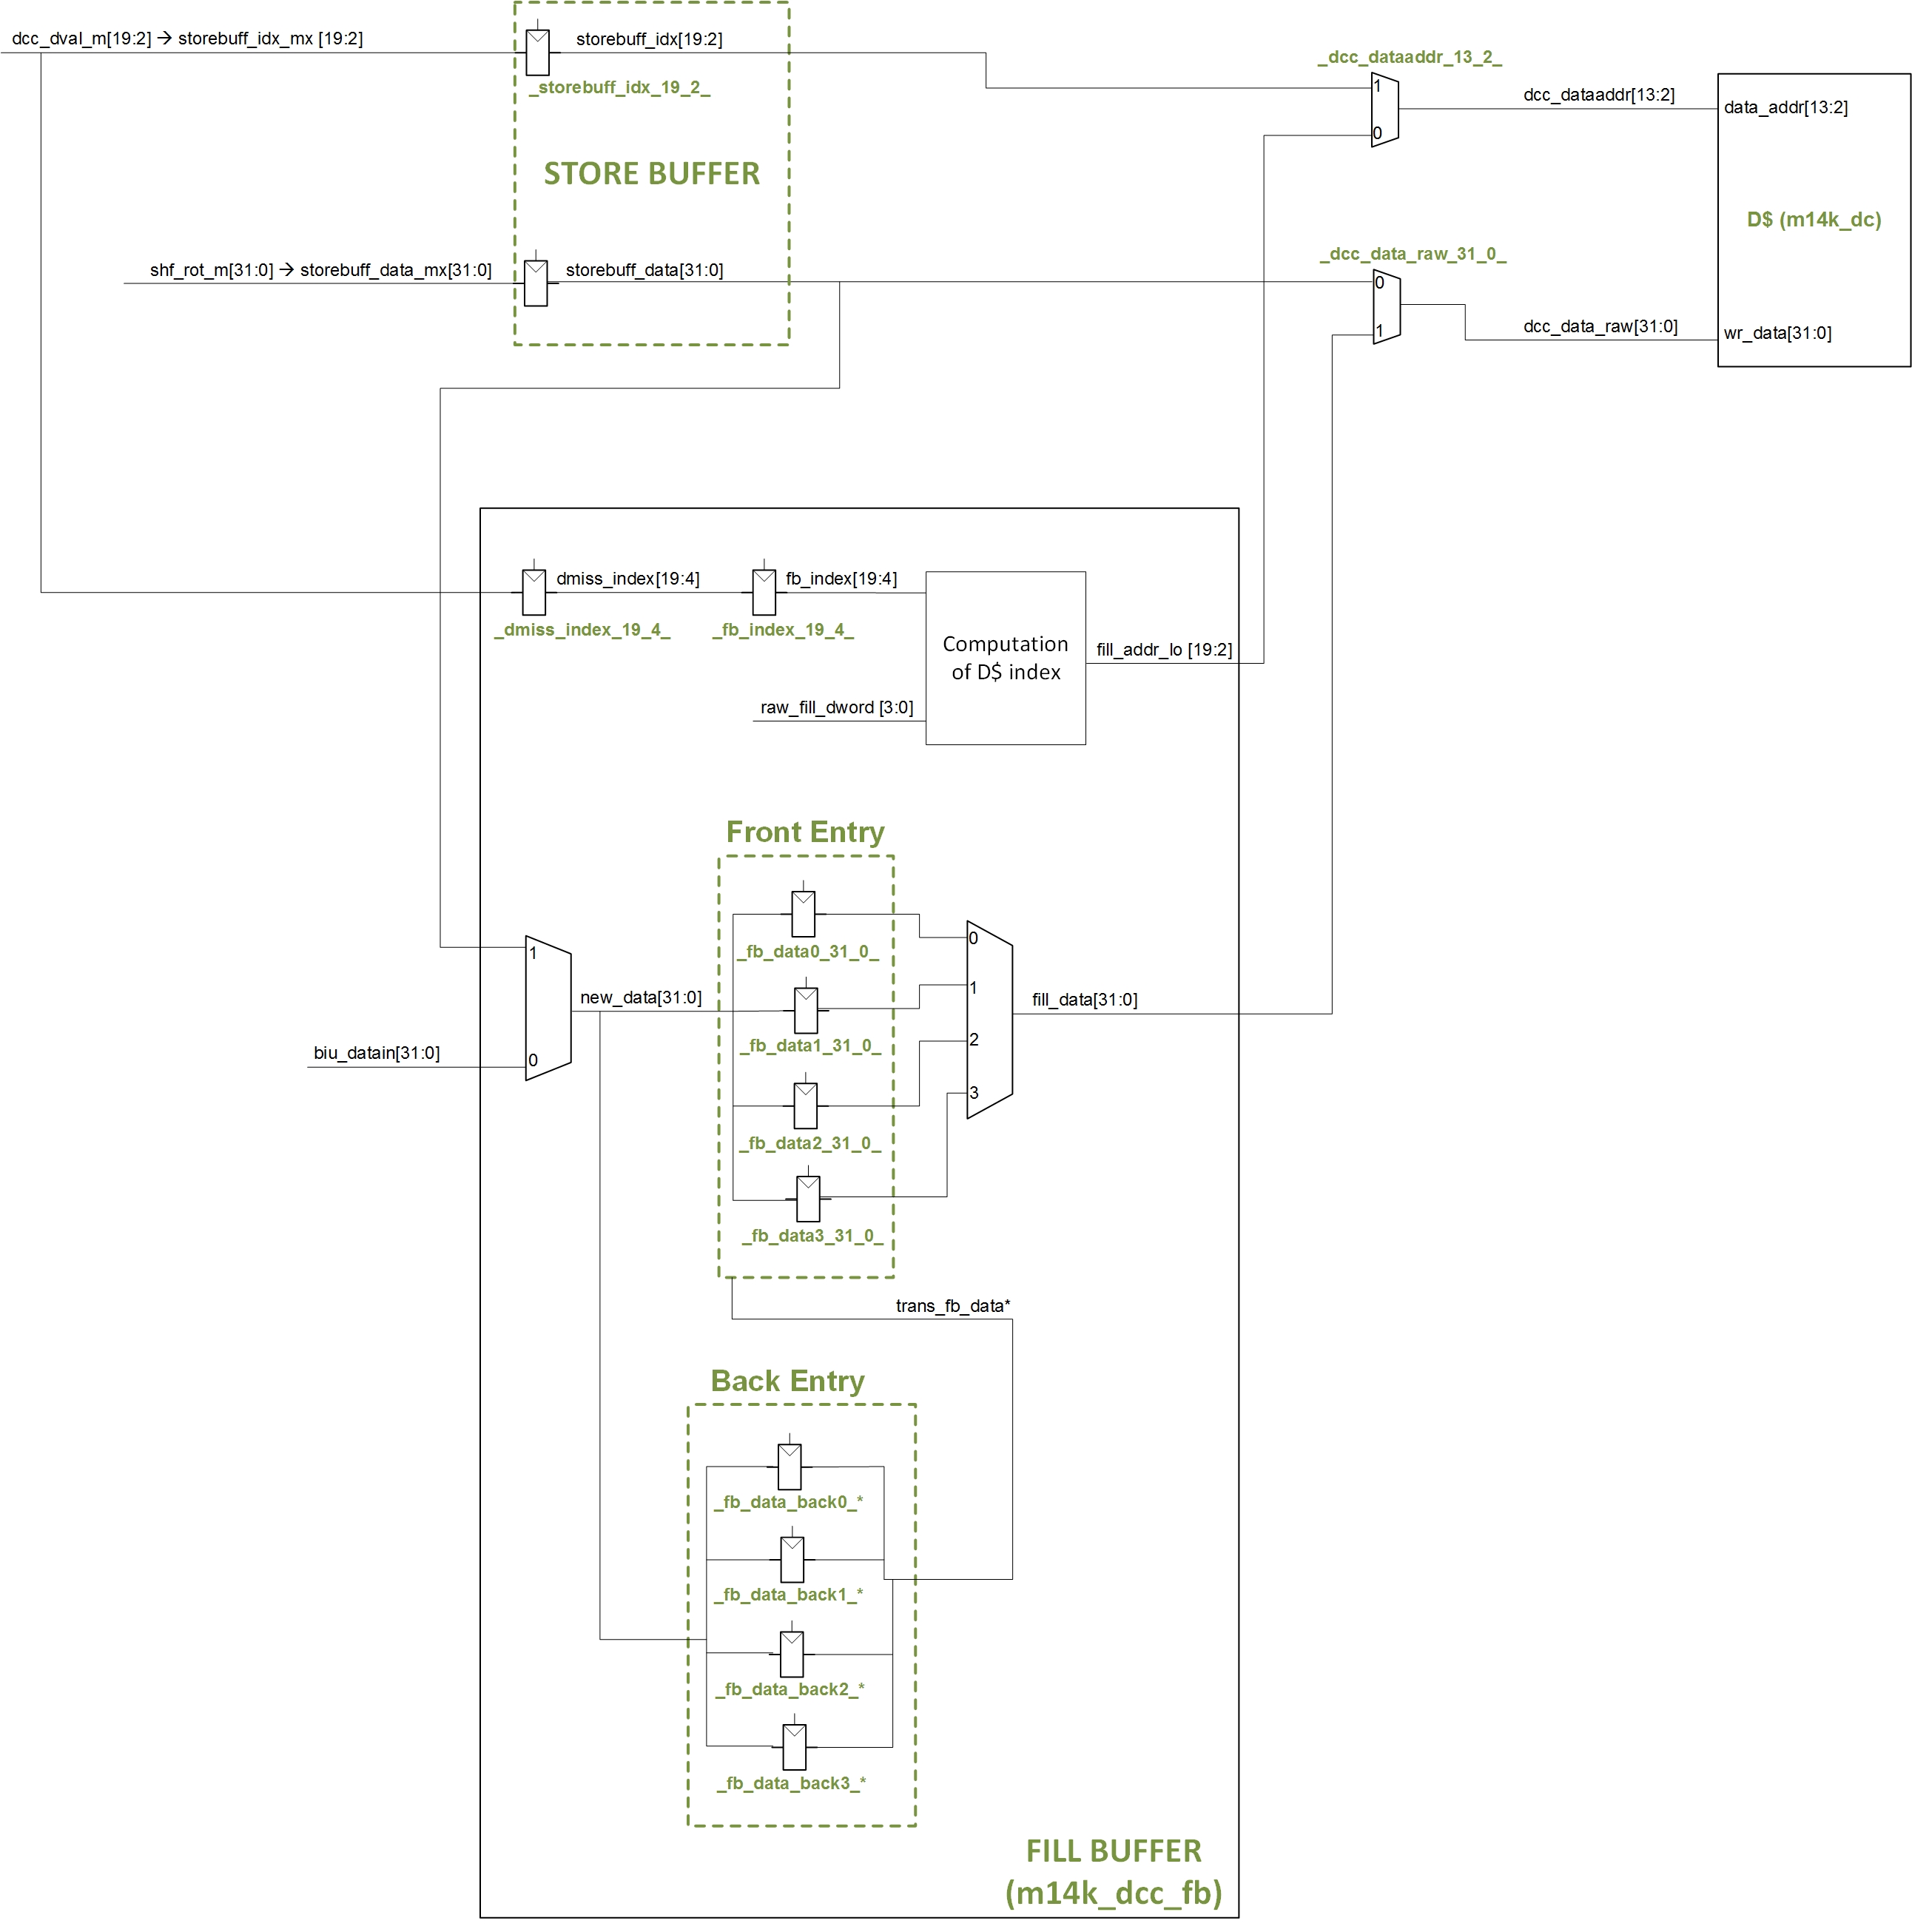 dcc_dval_m[19:2] → storebuff_idx_mx [19:2]
storebuff_idx[19:2]
_storebuff_idx_19_2_
STORE BUFFER
shf_rot_m[31:0] → storebuff_data_mx[31:0]
storebuff_data[31:0]
_dcc_dataaddr_13_2_
1
0
dcc_dataaddr[13:2]
data_addr[13:2]
D$ (m14k_dc)
_dcc_data_raw_31_0_
0
1
dcc_data_raw[31:0]
wr_data[31:0]
dmiss_index[19:4]
fb_index[19:4]
_dmiss_index_19_4_
_fb_index_19_4_
Computation
of D$ index
fill_addr_lo [19:2]
raw_fill_dword [3:0]
Front Entry
_fb_data0_31_0_
_fb_data1_31_0_
_fb_data2_31_0_
_fb_data3_31_0_
0
1
2
3
fill_data[31:0]
1
0
new_data[31:0]
biu_datain[31:0]
trans_fb_data*
Back Entry
_fb_data_back0_*
_fb_data_back1_*
_fb_data_back2_*
_fb_data_back3_*
FILL BUFFER
(m14k_dcc_fb)